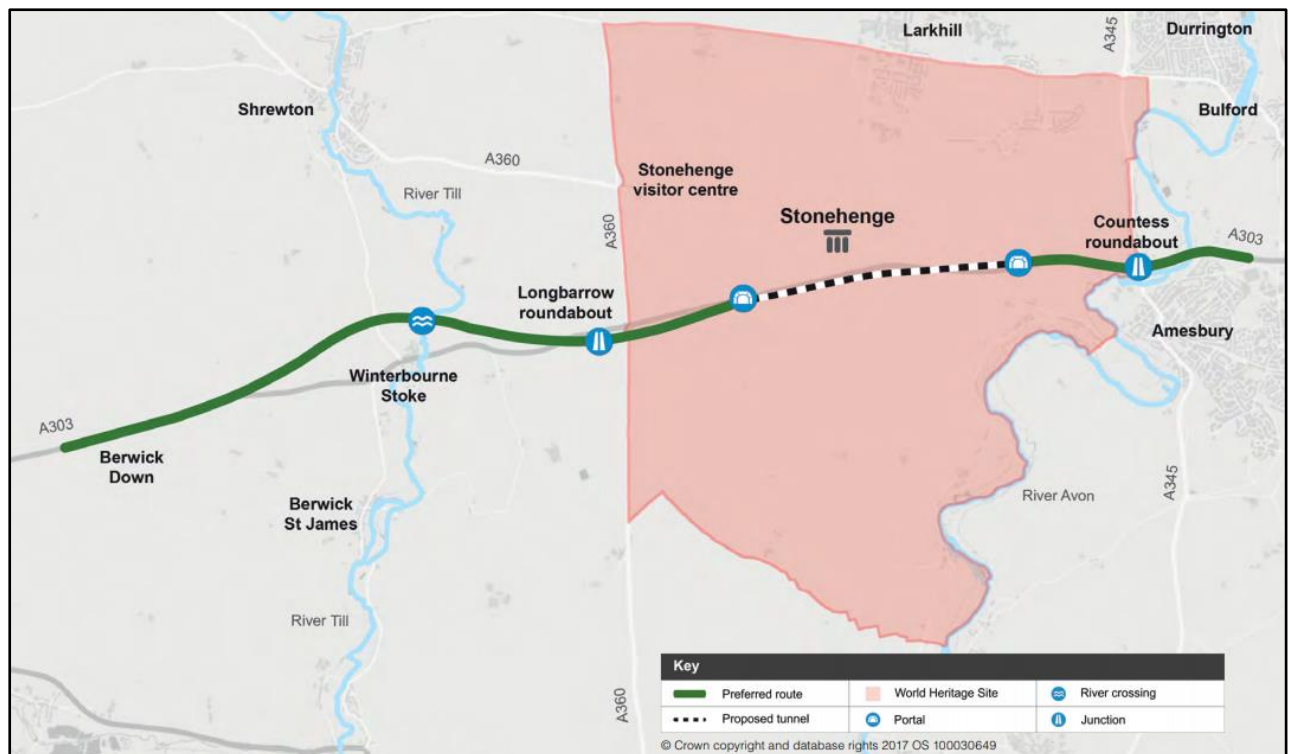 Larkhill
A345
Durrington
Shrewton
Bulford
A360
Stonehenge
visitor centre
River Till
Stonehenge
A360
Countess
roundabout
A303
Longbarrow
roundabout
Amesbury
Winterbourne
Stoke
A303
Berwick
Down
Berwick
St James
River Avon
A345
River Till
A360
Key
Preferred route
World Heritage Site
River crossing
Proposed tunnel
Portal
Junction
© Crown copyright and database rights 2017 OS 100030649